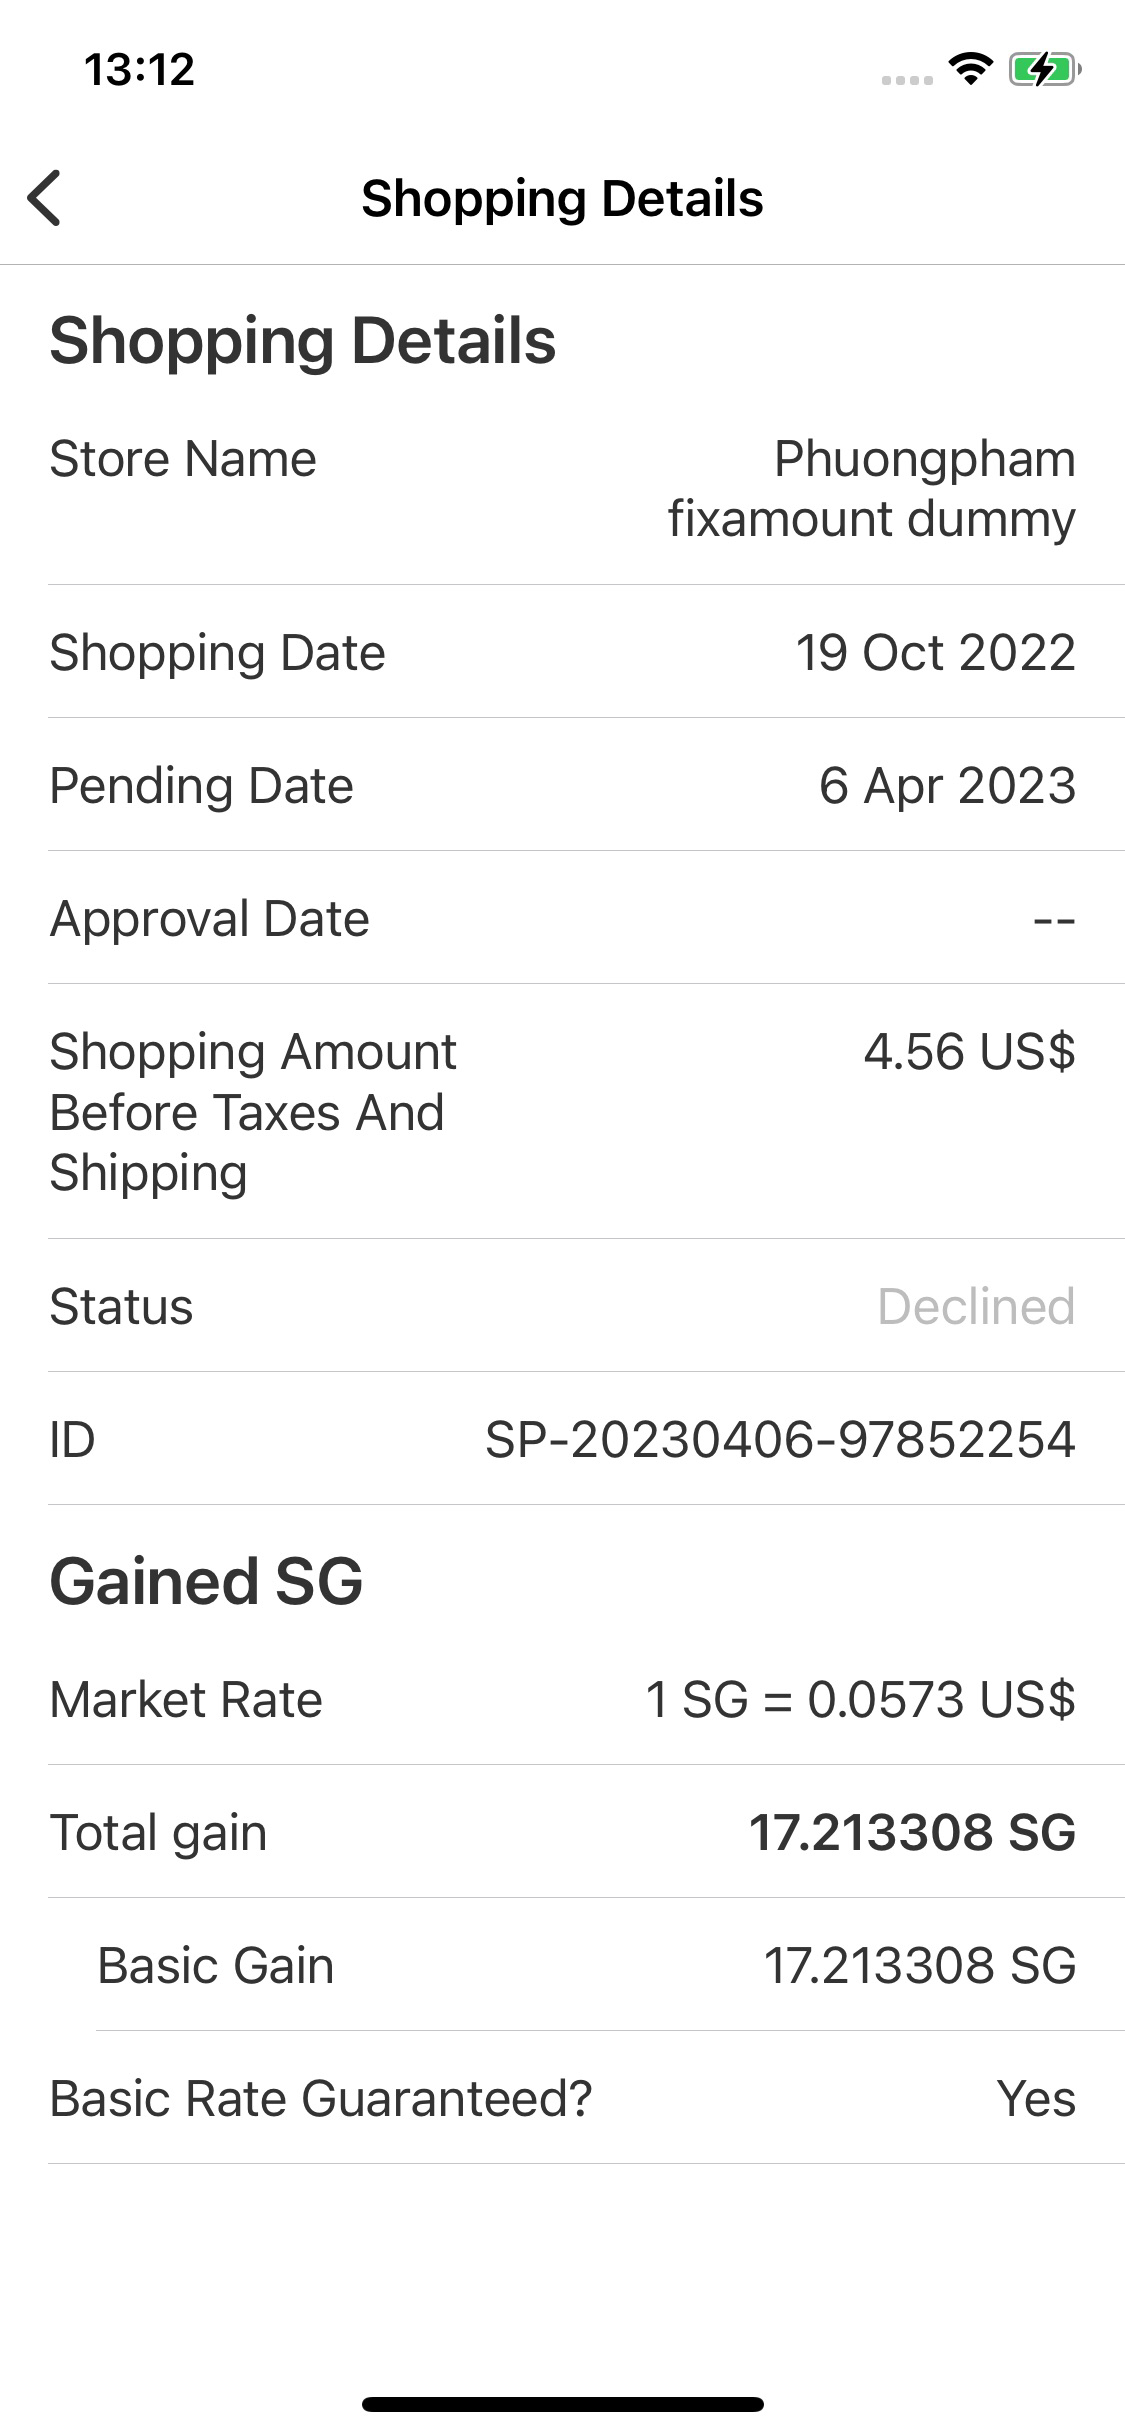 13:12
Shopping Details
Shopping Details
Store Name
Phuongpham
fixamount dummy
Shopping Date
19 Oct 2022
Pending Date
6 Apr 2023
Approval Date
--
Shopping Amount
Before Taxes And
Shipping
4.56 US$
Status
Declined
ID
SP-20230406-97852254
Gained SG
Market Rate
1 SG = 0.0573 US$
Total gain
17.213308 SG
Basic Gain
17.213308 SG
Basic Rate Guaranteed?
Yes